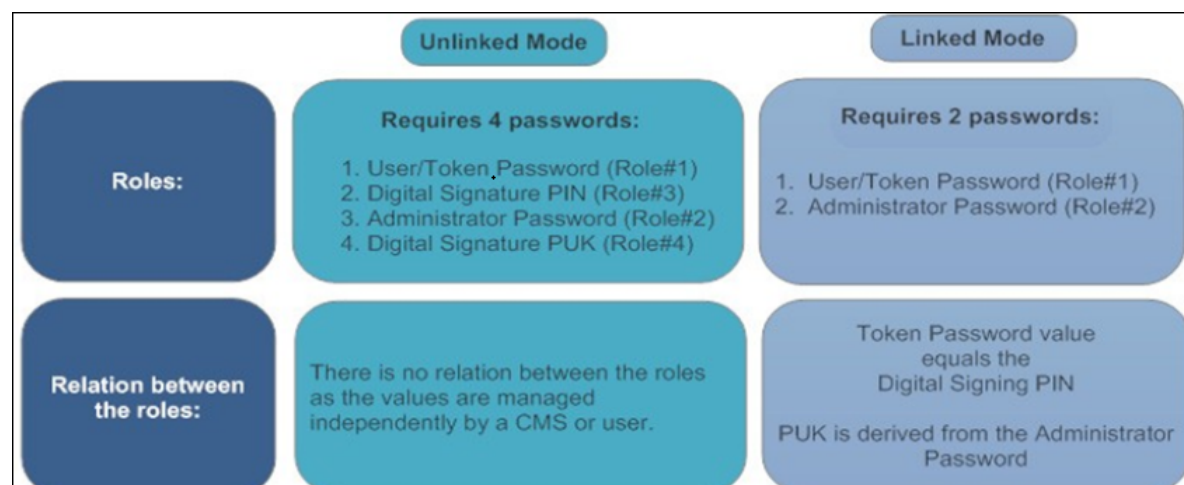 Unlinked Mode
Linked Mode
Roles:
Requires 4 passwords:
1. User/Token Password (Role#1)
2. Digital Signature PIN (Role#3)
3. Administrator Password (Role#2)
4. Digital Signature PUK (Role#4)
Requires 2 passwords:
1. User/Token Password (Role#1)
2. Administrator Password (Role#2)
Relation between
the roles:
There is no relation between the roles
as the values are managed
independently by a CMS or user.
Token Password value
equals the
Digital Signing PIN
PUK is derived from the Administrator
Password